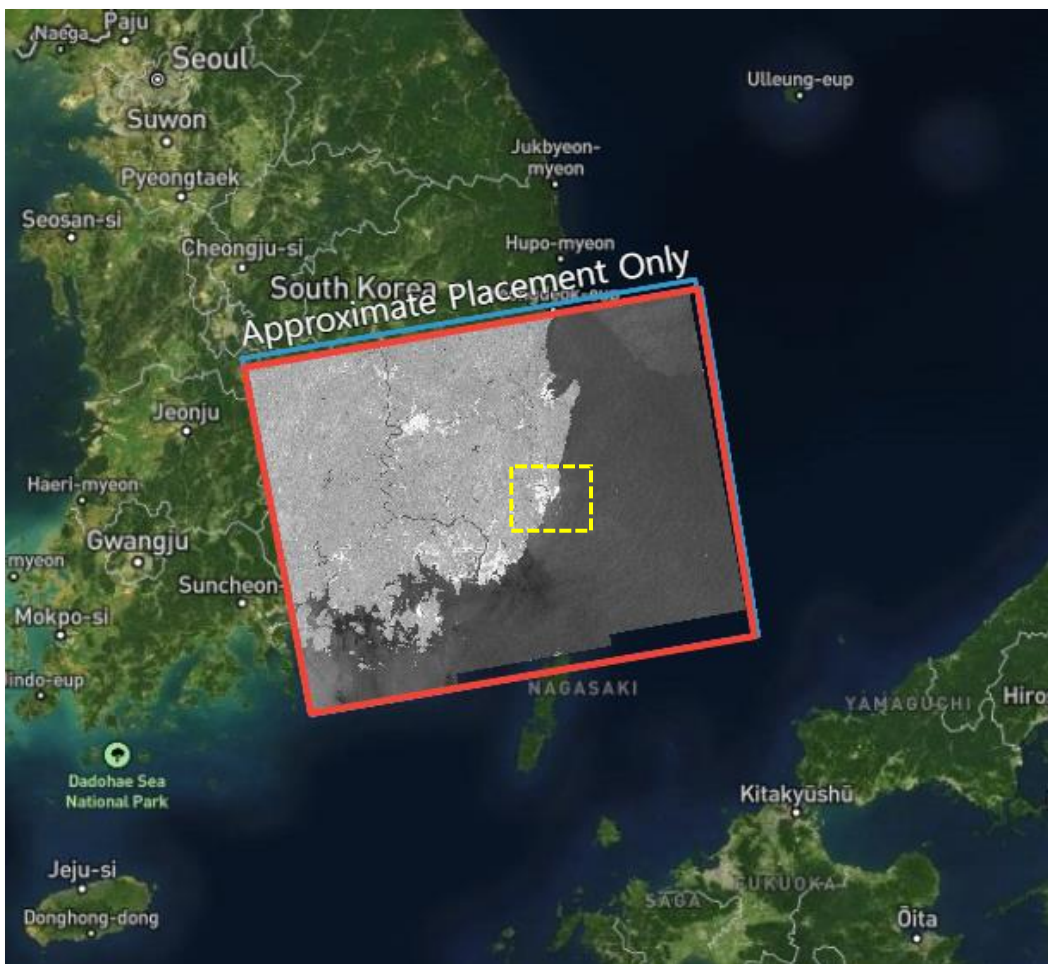 Paju
Naega
Seoul
Ulleung-eup
Suwon
Jukbyeon-
myeon
Pyeongtaek
Seosan-si
Cheongju-si
Hupo-myeon
South Korea
Approximate Placement Only
Jeonju
Haeri-myeon
Gwangju
myeon
Suncheon-
Mokpo-si
lindo-eup
NAGASAKI
YAMAGUCHI
Hiro
Dadohae Sea
National Park
Kitakyūshū
Jeju-si
FUKUOKA
SAGA
Donghong-dong
Ōita